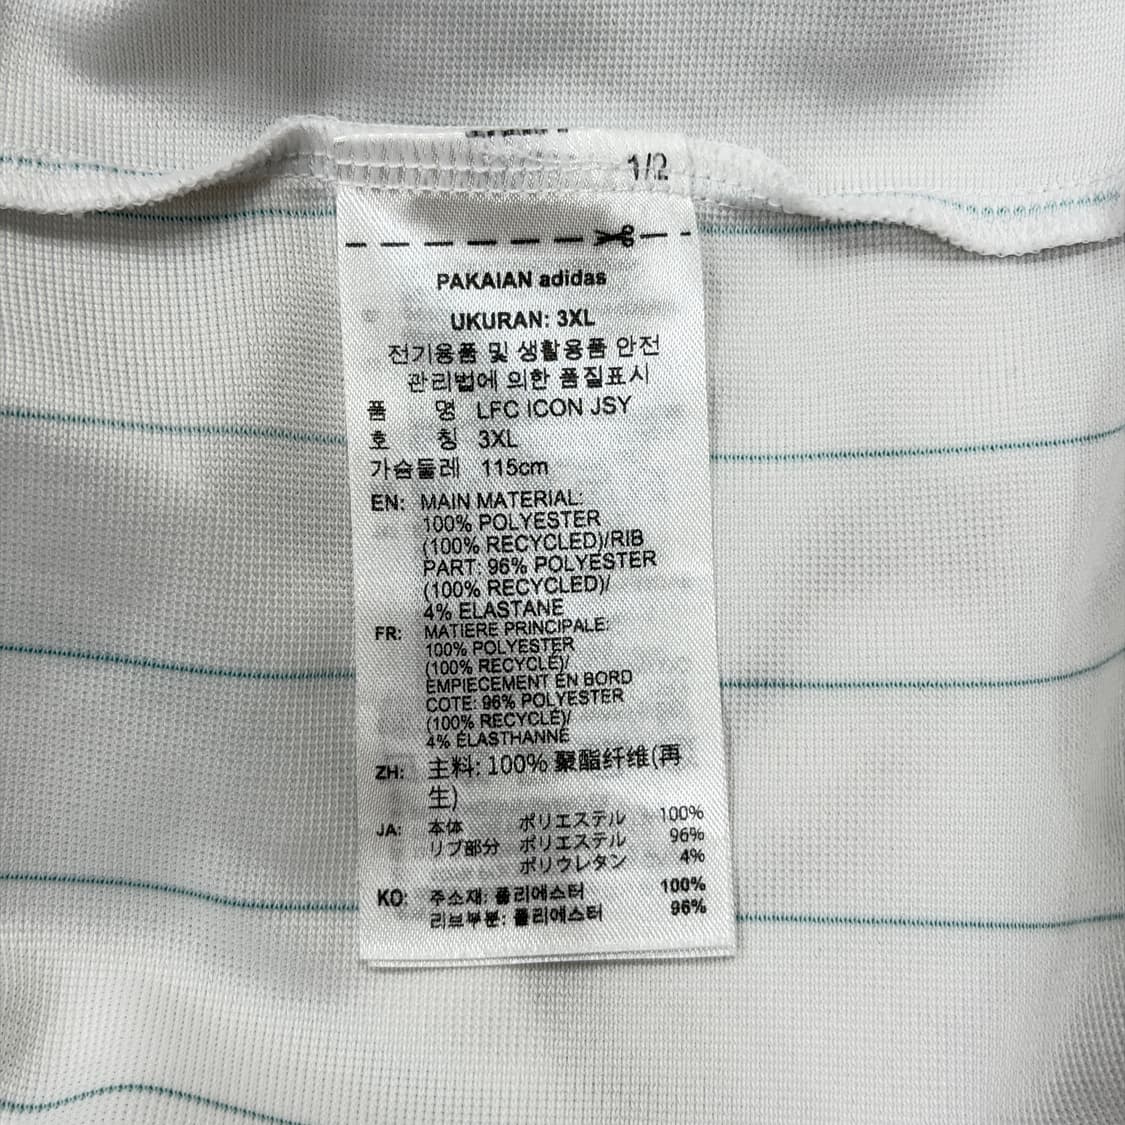 1/2
PAKAIAN adidas
UKURAN: 3XL
전기용품 및 생활용품 안전
관리법에 의한 품질표시
품 명 LFC ICON JSY
호 칭 3XL
가슴둘레 115cm
EN: MAIN MATERIAL:
100% POLYESTER
(100% RECYCLED)/RIB
PART: 96% POLYESTER
(100% RECYCLED)/
4% ELASTANE
FR: MATIERE PRINCIPALE:
100% POLYESTER
(100% RECYCLÉ)/
EMPIECEMENT EN BORD
COTE: 96% POLYESTER
(100% RECYCLÉ)/
4% ÉLASTHANNE
ZH: 主料: 100% 聚酯纤维(再
生)
JA: 本体 ポリエステル 100%
リブ部分 ポリエステル 96%
ポリウレタン 4%
KO: 주소재: 폴리에스터 100%
리브부분: 폴리에스터 96%